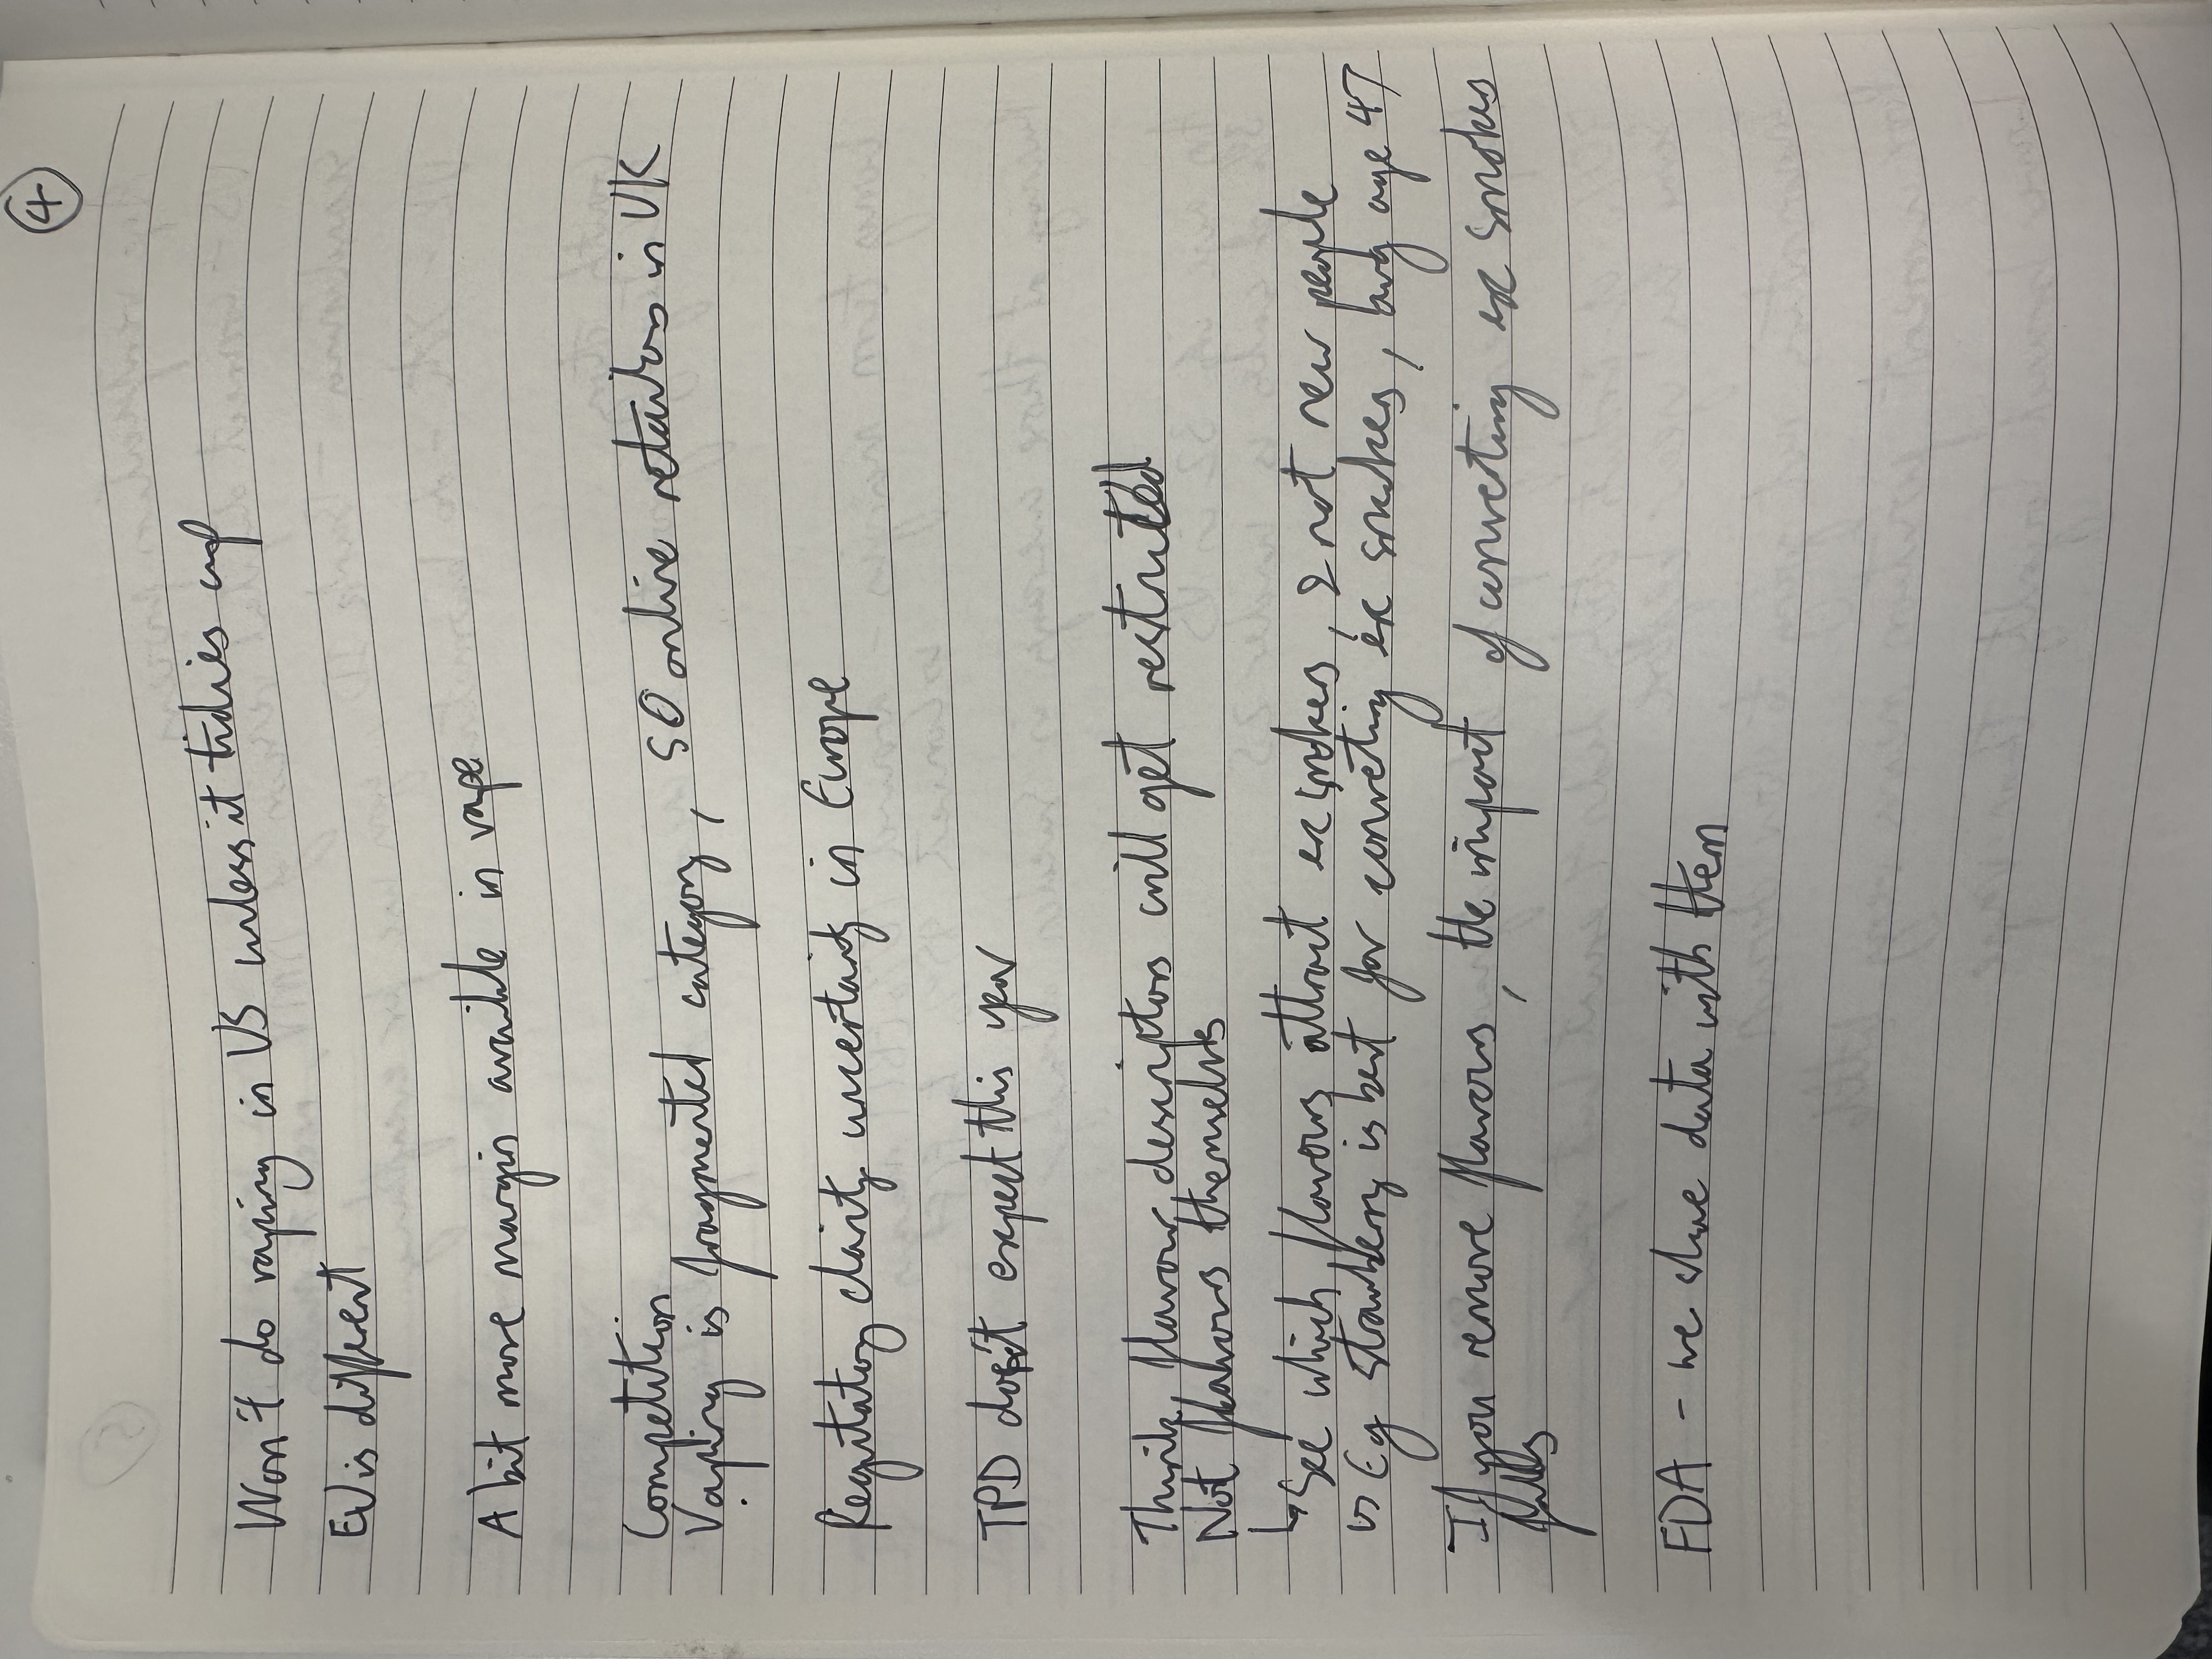 4
Won't do vaping in US unless it tidies up
EU is different
A bit more margin availble in vape
Competition
Vaping is fragmented category, 50 online retailers in UK
Regulatory clarity uncertainty in Europe
TPD doesn't expect this year
Think flavour descriptors will get restricted
Not flavours themselves
↳ See which flavours attract ex smokers, & not new people
↳ Eg strawberry is best for converting ex smokers, avg age 47
If you remove flavours, the impact of converting ex smokers
falls
FDA - we share data with them